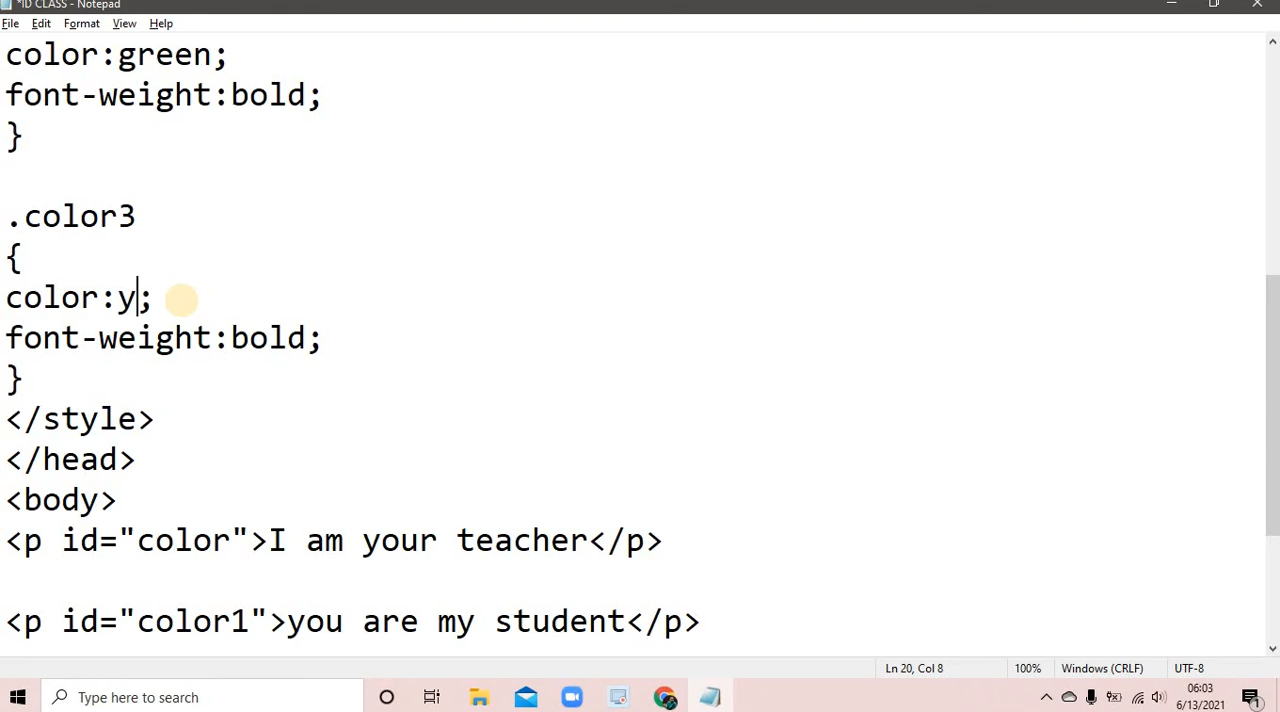 *ID CLASS - Notepad
File Edit Format View Help
color:green;
font-weight:bold;
}
.color3
{
color:y;
font-weight:bold;
}
</style>
</head>
<body>
<p id="color">I am your teacher</p>
<p id="color1">you are my student</p>
Ln 20, Col 8 100% Windows (CRLF) UTF-8
Type here to search
06:03
6/13/2021
1